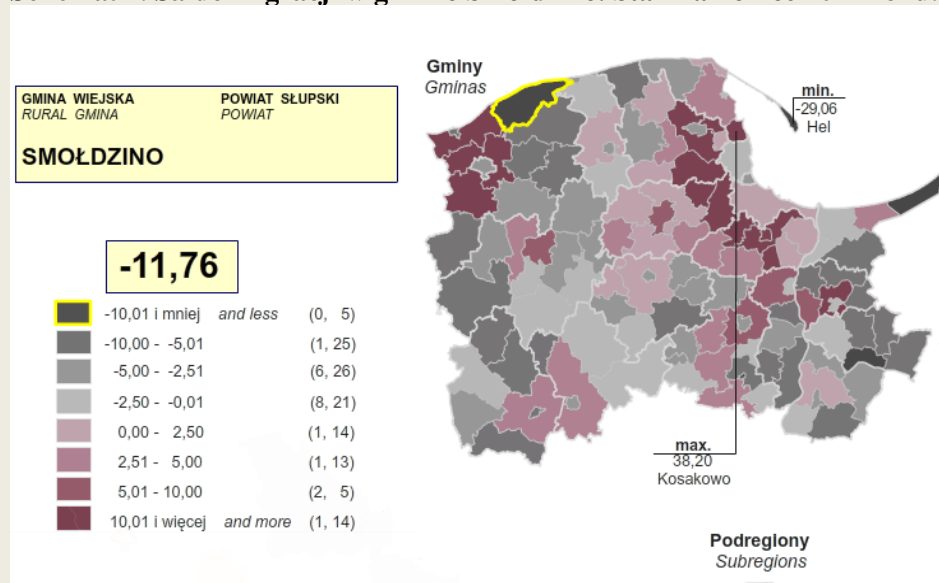 Gminy
Gminas
GMINA WIEJSKA POWIAT SŁUPSKI
RURAL GMINA POWIAT
SMOŁDZINO
min.
-29,06
Hel
-11,76
-10,01 i mniej and less (0, 5)
-10,00 - -5,01 (1, 25)
-5,00 - -2,51 (6, 26)
-2,50 - -0,01 (8, 21)
0,00 - 2,50 (1, 14)
2,51 - 5,00 (1, 13)
5,01 - 10,00 (2, 5)
10,01 i więcej and more (1, 14)
max.
38,20
Kosakowo
Podregiony
Subregions